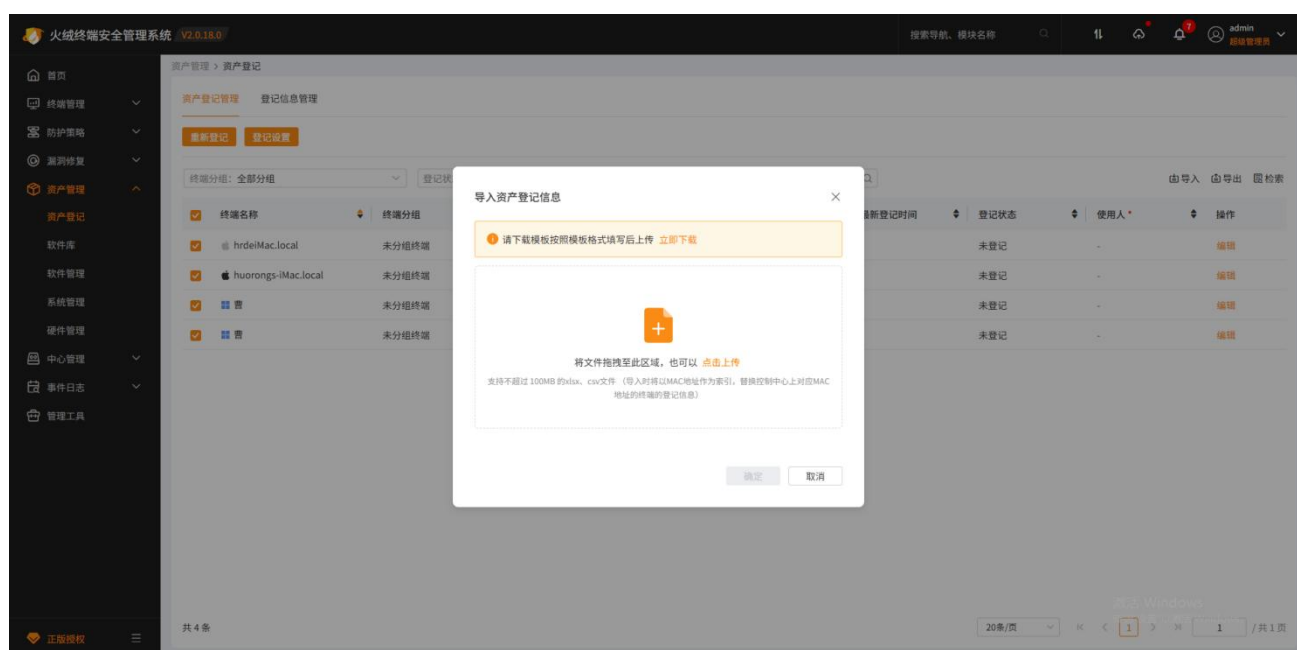 火绒终端安全管理系统 V2.0.18.0
搜索导航、模块名称
7
admin
超级管理员
首页
终端管理
防护策略
漏洞修复
资产管理
资产登记
软件库
软件管理
系统管理
硬件管理
中心管理
事件日志
管理工具
正版授权
资产管理 > 资产登记
资产登记管理 登记信息管理
重新登记 登记设置
终端分组: 全部分组 登记状
导入 导出 检索
终端名称 终端分组 最新登记时间 登记状态 使用人* 操作
hrdeiMac.local 未分组终端 未登记 - 编辑
huorongs-iMac.local 未分组终端 未登记 - 编辑
曹 未分组终端 未登记 - 编辑
曹 未分组终端 未登记 - 编辑
导入资产登记信息
请下载模板按照模板格式填写后上传 立即下载
将文件拖拽至此区域，也可以 点击上传
支持不超过 100MB 的xlsx、csv文件 （导入时将以MAC地址作为索引，替换控制中心上对应MAC
地址的终端的登记信息）
确定 取消
激活 Windows
共 4 条
20条/页 1 1 /共 1 页